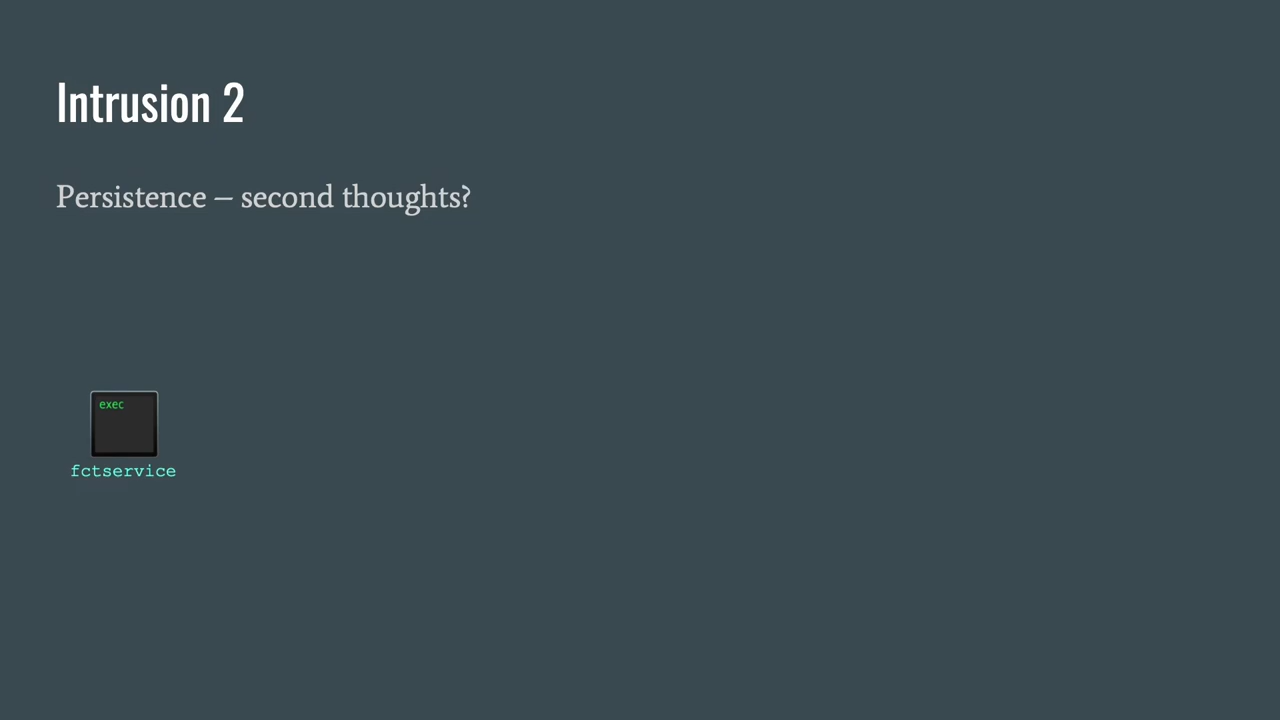 Intrusion 2
Persistence – second thoughts?
exec
fctservice